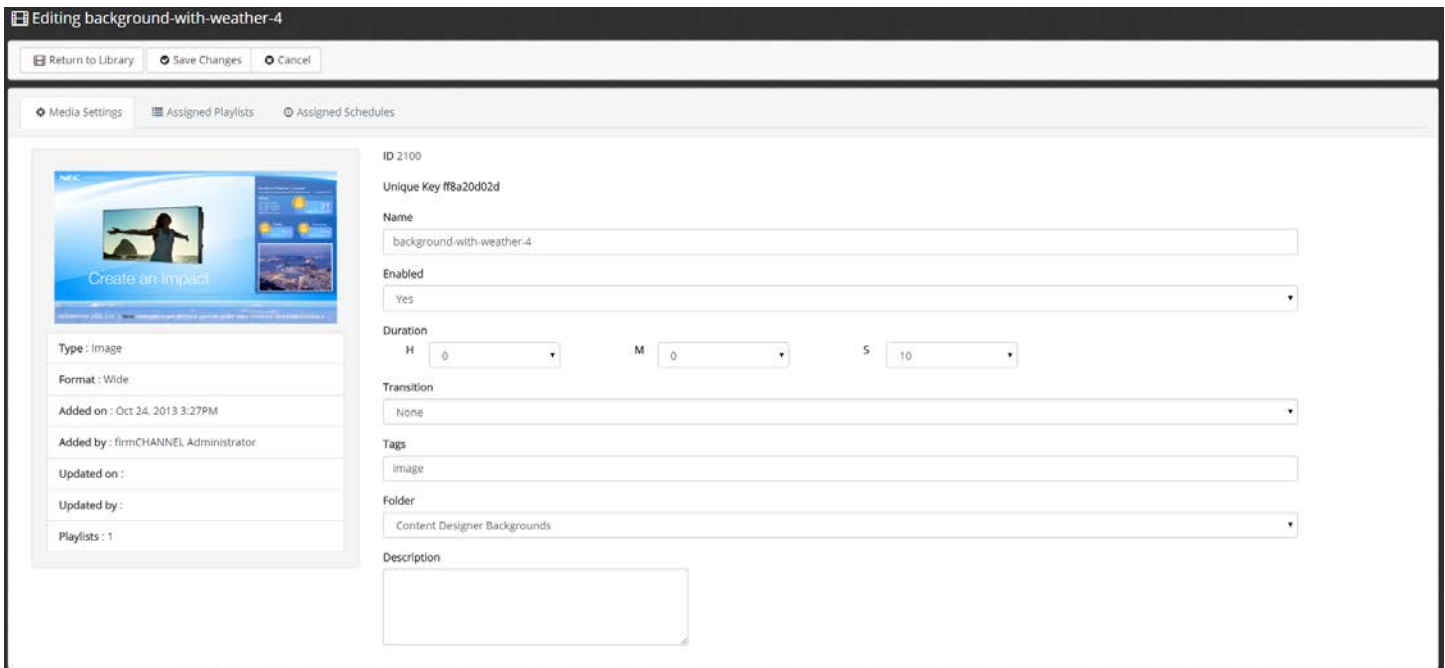 Editing background-with-weather-4
Return to Library
Save Changes
Cancel
Media Settings
Assigned Playlists
Assigned Schedules
NEC
21
Create an Impact
Type : Image
Format : Wide
Added on : Oct 24, 2013 3:27PM
Added by : firmCHANNEL Administrator
Updated on :
Updated by :
Playlists : 1
ID 2100
Unique Key ff8a20d02d
Name
background-with-weather-4
Enabled
Yes
Duration
H 0 M 0 S 10
Transition
None
Tags
image
Folder
Content Designer Backgrounds
Description